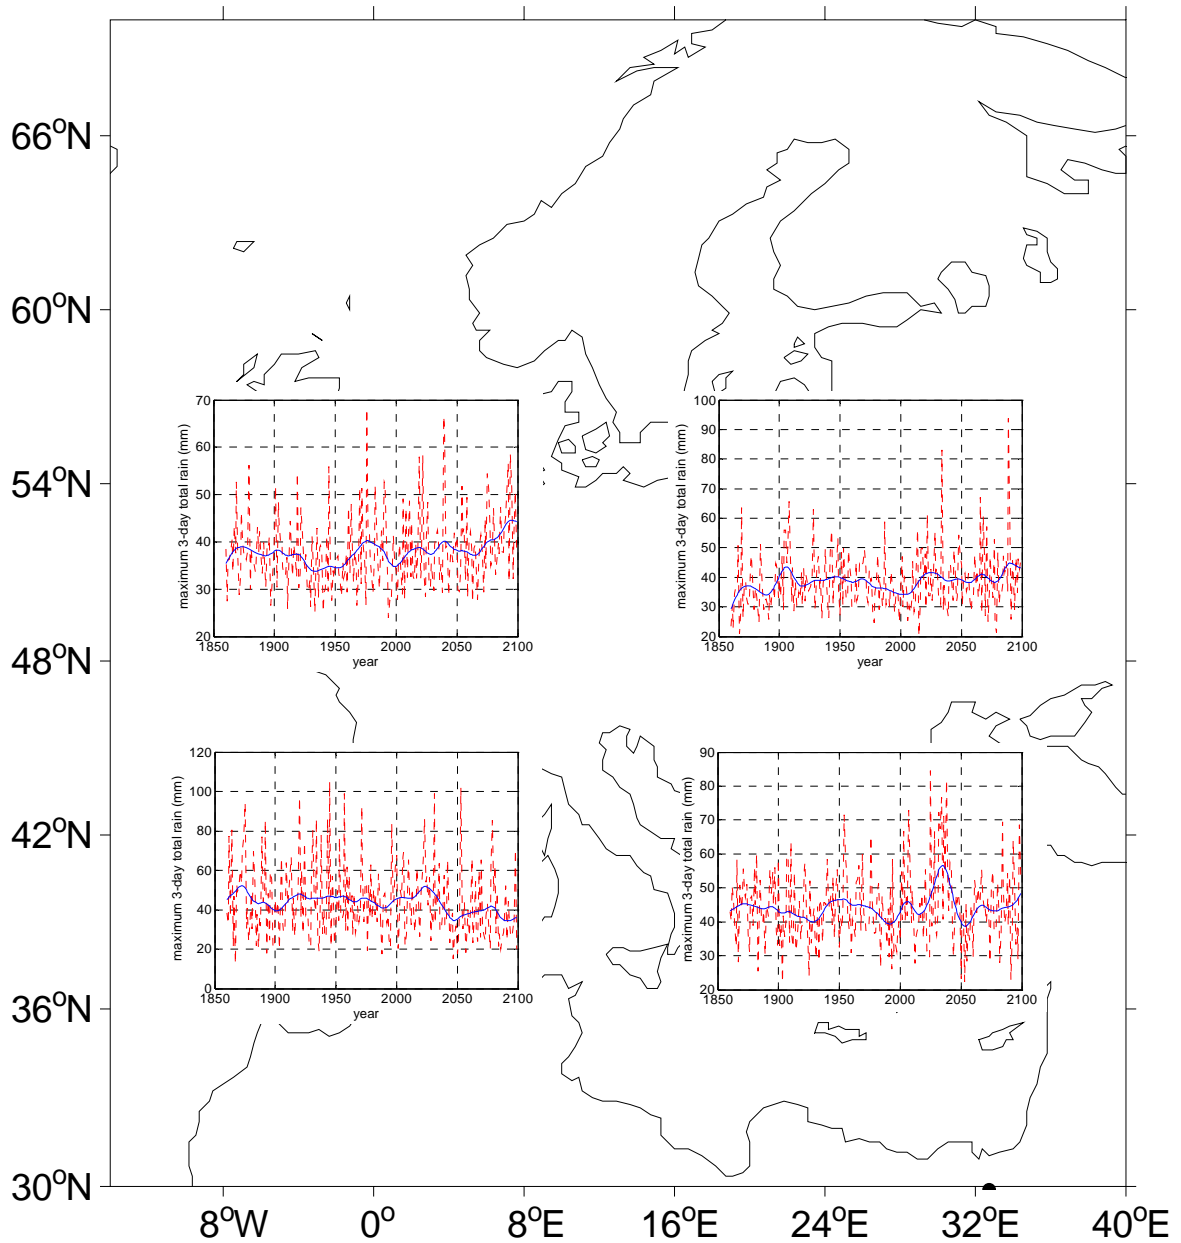 66°N
60°N
54°N
48°N
42°N
36°N
30°N
8°W 0° 8°E 16°E 24°E 32°E 40°E
maximum 3-day total rain (mm)
70
60
50
40
30
20
1850 1900 1950 2000 2050 2100
year
maximum 3-day total rain (mm)
100
90
80
70
60
50
40
30
20
1850 1900 1950 2000 2050 2100
year
maximum 3-day total rain (mm)
120
100
80
60
40
20
0
1850 1900 1950 2000 2050 2100
year
maximum 3-day total rain (mm)
90
80
70
60
50
40
30
20
1850 1900 1950 2000 2050 2100